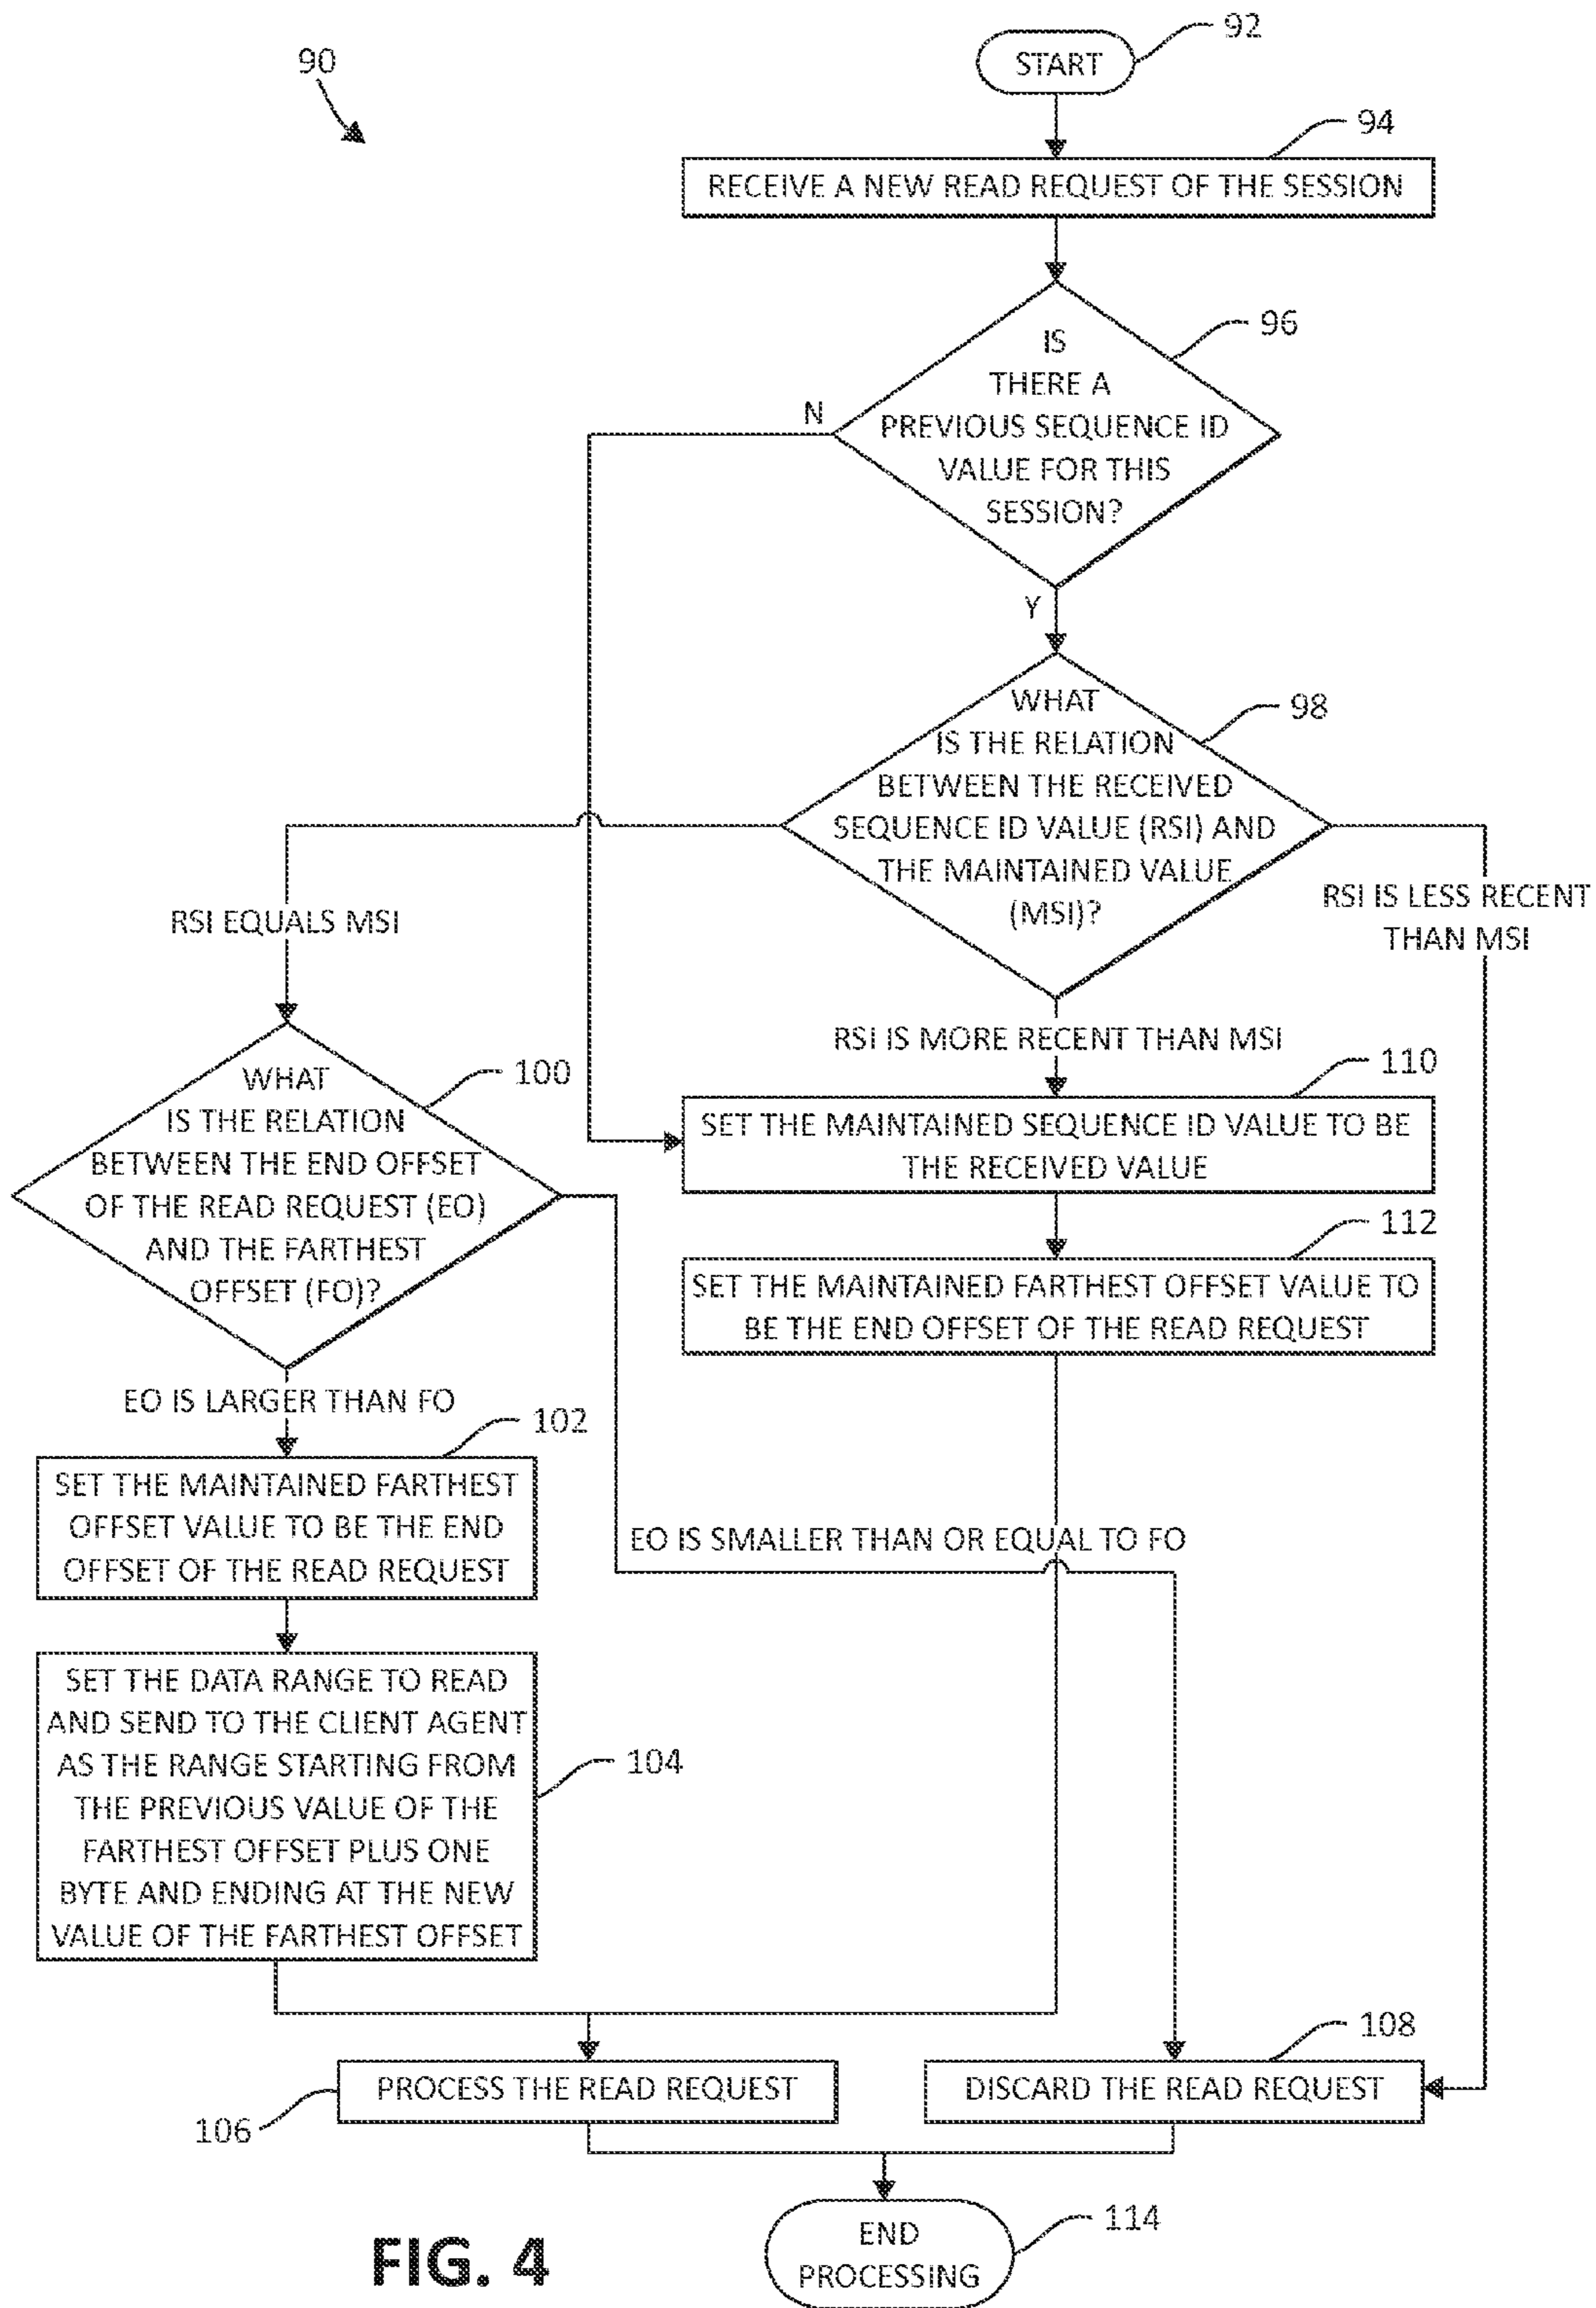 90
92
START
94
RECEIVE A NEW READ REQUEST OF THE SESSION
96
IS
THERE A
PREVIOUS SEQUENCE ID
VALUE FOR THIS
SESSION?
N
Y
98
WHAT
IS THE RELATION
BETWEEN THE RECEIVED
SEQUENCE ID VALUE (RSI) AND
THE MAINTAINED VALUE
(MSI)?
RSI IS LESS RECENT
THAN MSI
RSI EQUALS MSI
RSI IS MORE RECENT THAN MSI
100
WHAT
IS THE RELATION
BETWEEN THE END OFFSET
OF THE READ REQUEST (EO)
AND THE FARTHEST
OFFSET (FO)?
110
SET THE MAINTAINED SEQUENCE ID VALUE TO BE
THE RECEIVED VALUE
112
SET THE MAINTAINED FARTHEST OFFSET VALUE TO
BE THE END OFFSET OF THE READ REQUEST
EO IS LARGER THAN FO
102
SET THE MAINTAINED FARTHEST
OFFSET VALUE TO BE THE END
OFFSET OF THE READ REQUEST
EO IS SMALLER THAN OR EQUAL TO FO
SET THE DATA RANGE TO READ
AND SEND TO THE CLIENT AGENT
AS THE RANGE STARTING FROM
THE PREVIOUS VALUE OF THE
FARTHEST OFFSET PLUS ONE
BYTE AND ENDING AT THE NEW
VALUE OF THE FARTHEST OFFSET
104
108
PROCESS THE READ REQUEST
DISCARD THE READ REQUEST
106
114
END
PROCESSING
FIG. 4